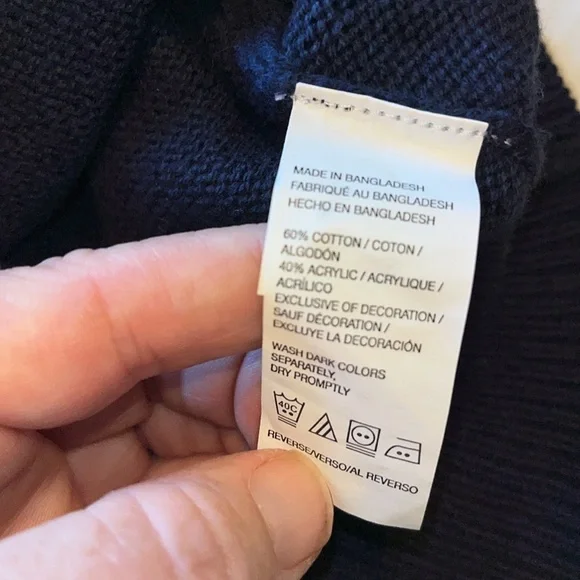 MADE IN BANGLADESH
FABRIQUÉ AU BANGLADESH
HECHO EN BANGLADESH
60% COTTON / COTON /
ALGODÓN
40% ACRYLIC / ACRYLIQUE /
ACRÍLICO
EXCLUSIVE OF DECORATION /
SAUF DÉCORATION /
EXCLUYE LA DECORACIÓN
WASH DARK COLORS
SEPARATELY,
DRY PROMPTLY
40C
REVERSE/VERSO/AL REVERSO